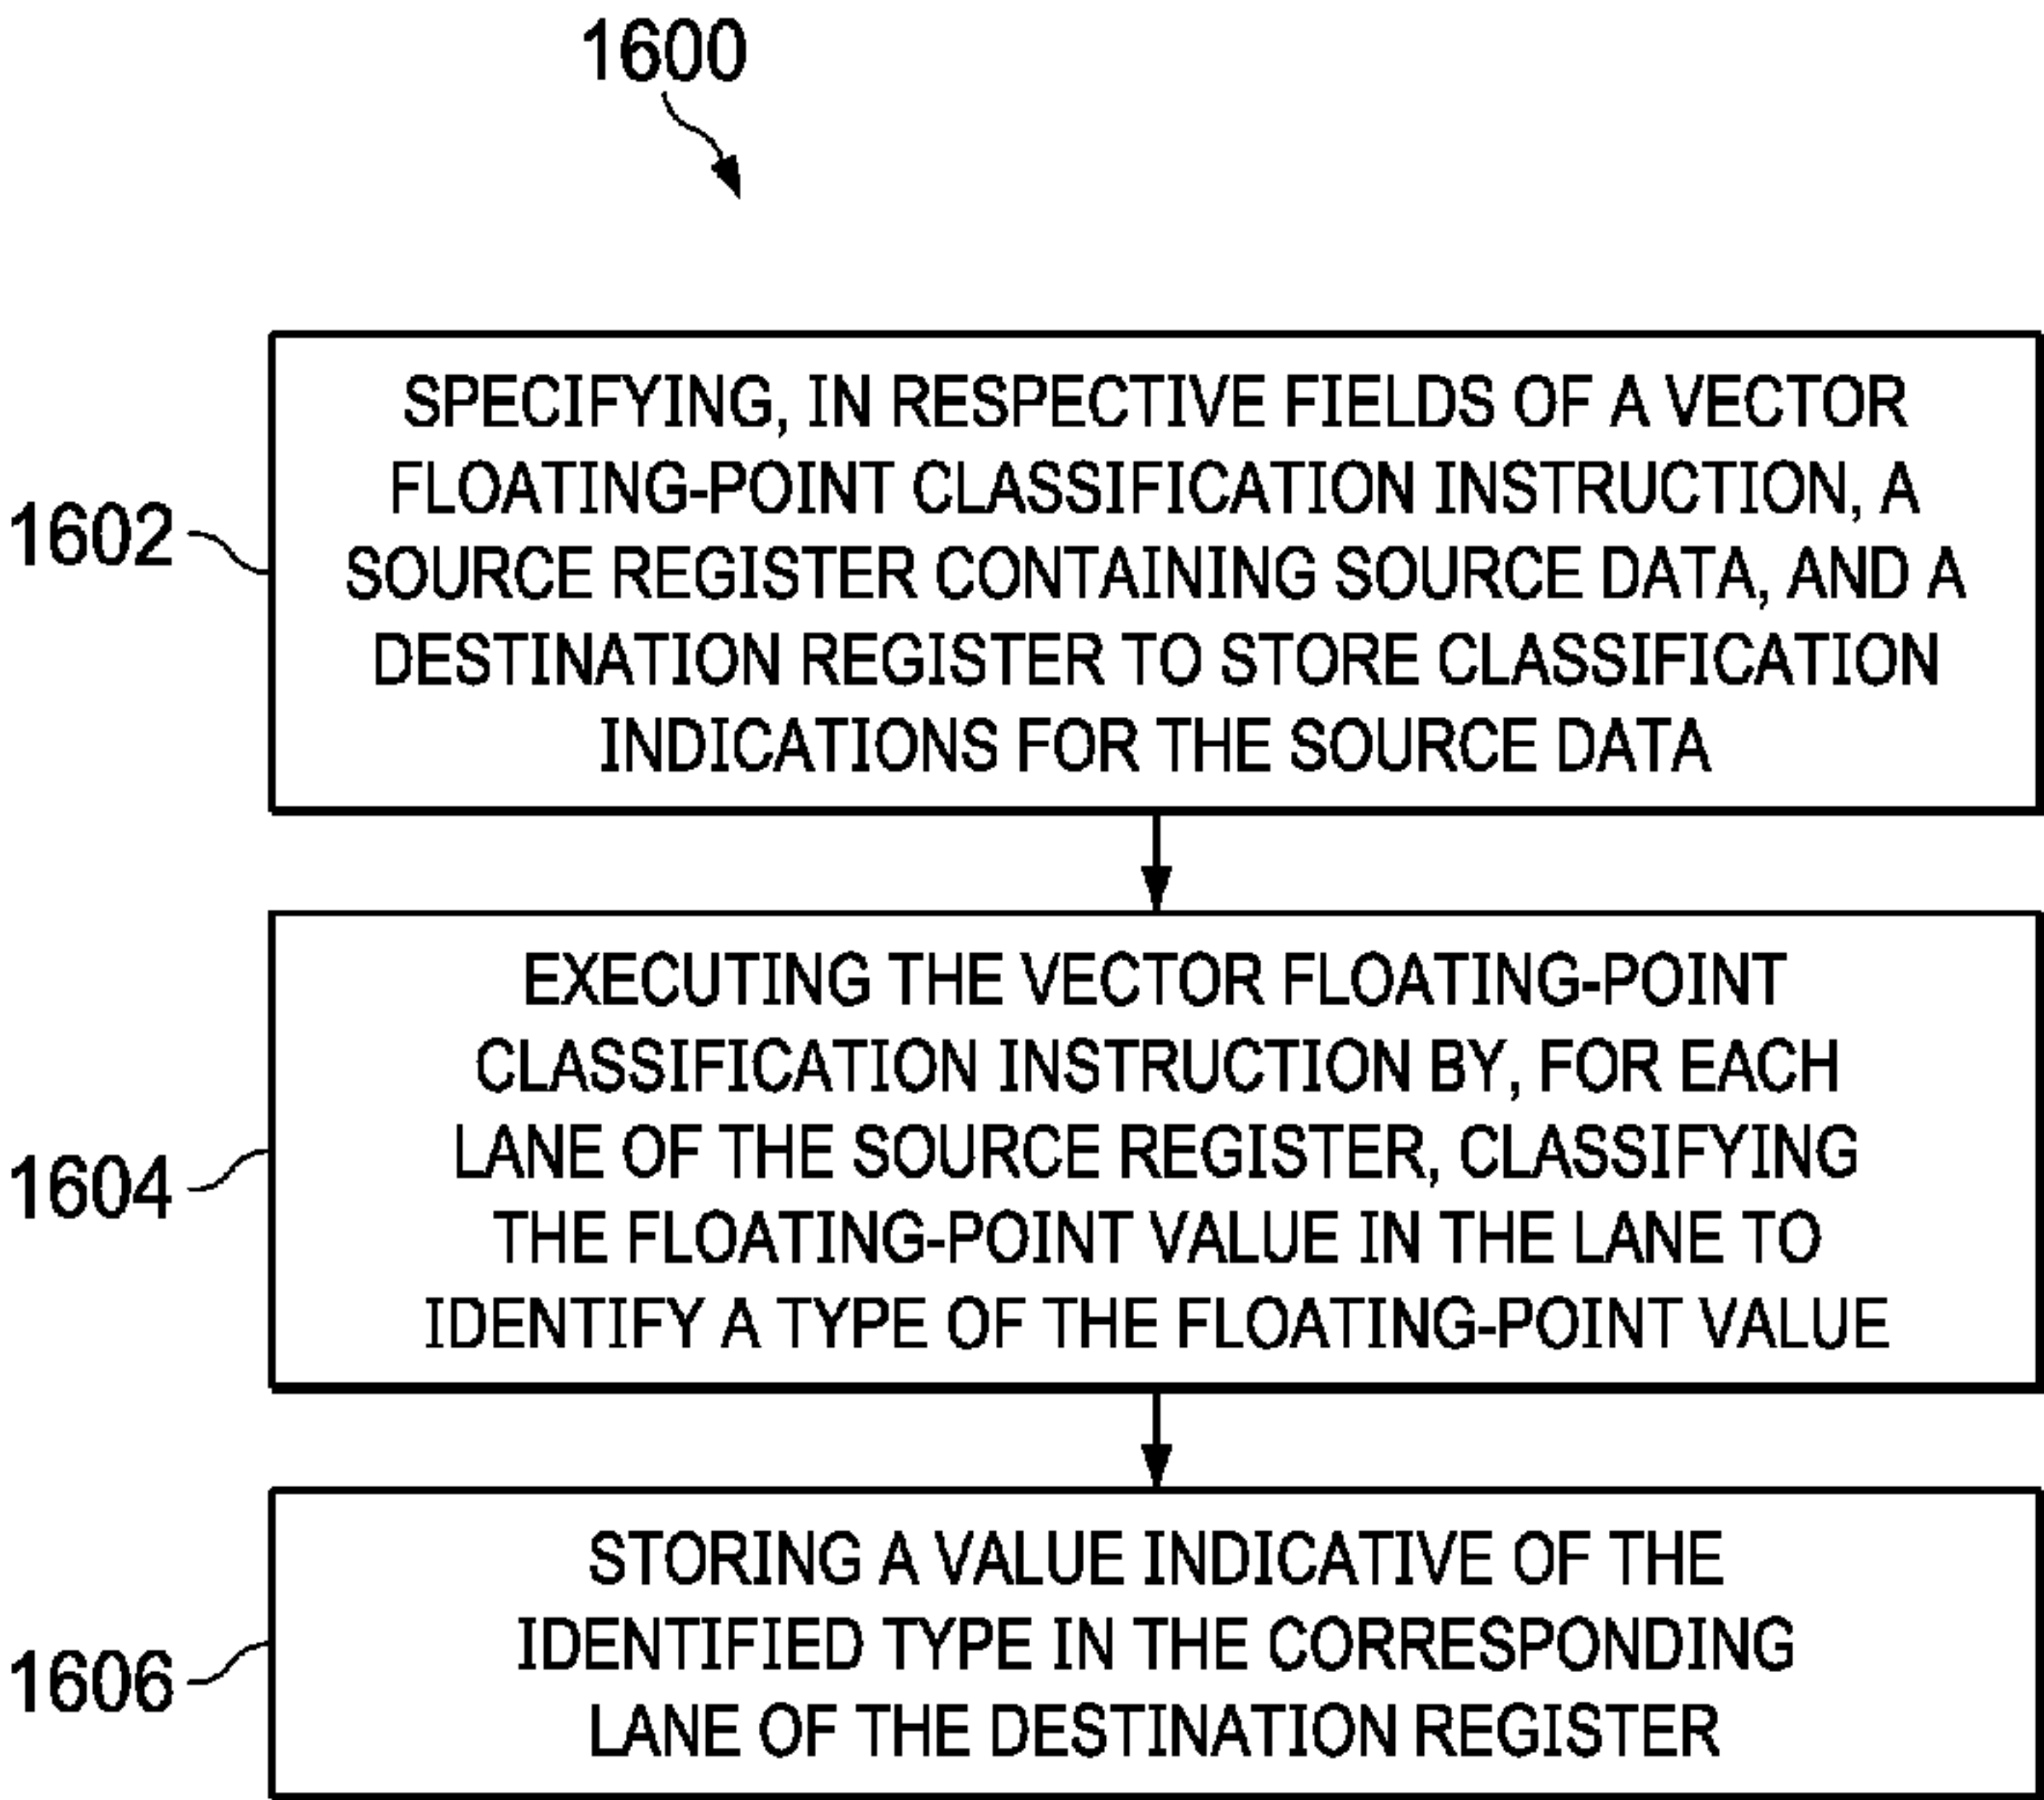 1600
1602
SPECIFYING, IN RESPECTIVE FIELDS OF A VECTOR
FLOATING-POINT CLASSIFICATION INSTRUCTION, A
SOURCE REGISTER CONTAINING SOURCE DATA, AND A
DESTINATION REGISTER TO STORE CLASSIFICATION
INDICATIONS FOR THE SOURCE DATA
1604
EXECUTING THE VECTOR FLOATING-POINT
CLASSIFICATION INSTRUCTION BY, FOR EACH
LANE OF THE SOURCE REGISTER, CLASSIFYING
THE FLOATING-POINT VALUE IN THE LANE TO
IDENTIFY A TYPE OF THE FLOATING-POINT VALUE
1606
STORING A VALUE INDICATIVE OF THE
IDENTIFIED TYPE IN THE CORRESPONDING
LANE OF THE DESTINATION REGISTER